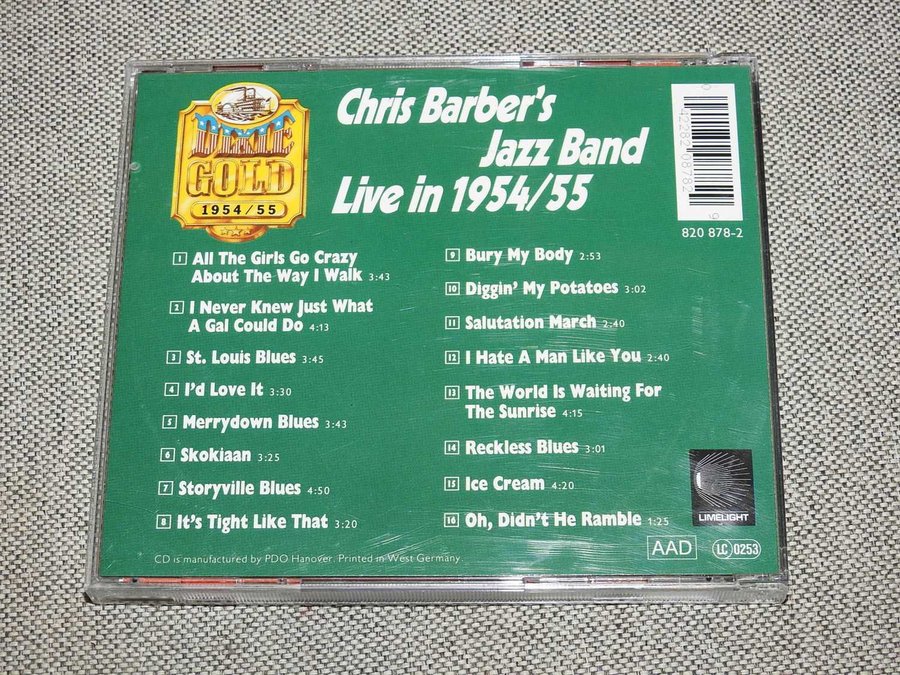 DIXIE
GOLD
1954/55
Chris Barber's
Jazz Band
Live in 1954/55
0 42282 08782 9
820 878-2
1 All The Girls Go Crazy
About The Way I Walk 3:43
2 I Never Knew Just What
A Gal Could Do 4:13
3 St. Louis Blues 3:45
4 I'd Love It 3:30
5 Merrydown Blues 3:43
6 Skokiaan 3:25
7 Storyville Blues 4:50
8 It's Tight Like That 3:20
9 Bury My Body 2:53
10 Diggin' My Potatoes 3:02
11 Salutation March 2:40
12 I Hate A Man Like You 2:40
13 The World Is Waiting For
The Sunrise 4:15
14 Reckless Blues 3:01
15 Ice Cream 4:20
16 Oh, Didn't He Ramble 1:25
LIMELIGHT
CD is manufactured by PDO Hanover. Printed in West Germany
AAD
LC 0253